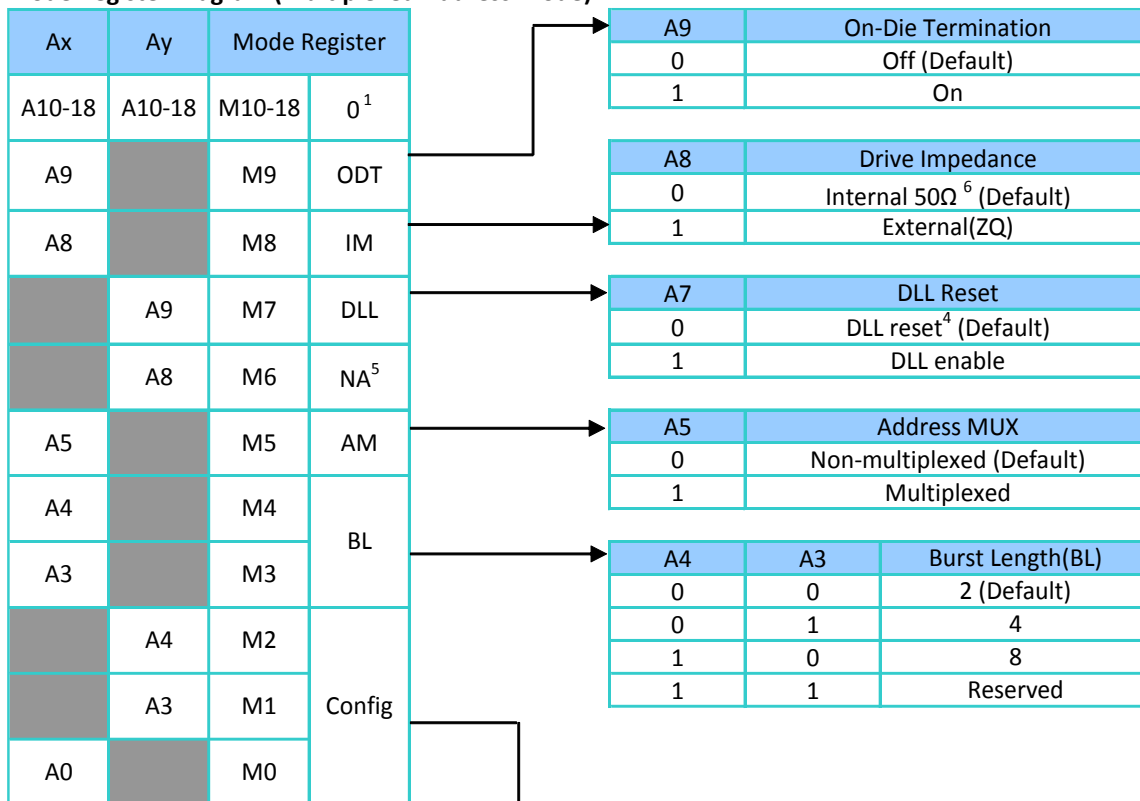 Ax Ay Mode Register
A10-18 A10-18 M10-18 0 1
A9 M9 ODT
A8 M8 IM
A9 M7 DLL
A8 M6 NA5
A5 M5 AM
A4 M4
BL
A3 M3
A4 M2
A3 M1 Config
A0 M0
A9 On-Die Termination
0 Off (Default)
1 On
A8 Drive Impedance
0 Internal 50Ω 6 (Default)
1 External(ZQ)
A7 DLL Reset
0 DLL reset4 (Default)
1 DLL enable
A5 Address MUX
0 Non-multiplexed (Default)
1 Multiplexed
A4 A3 Burst Length(BL)
0 0 2 (Default)
0 1 4
1 0 8
1 1 Reserved